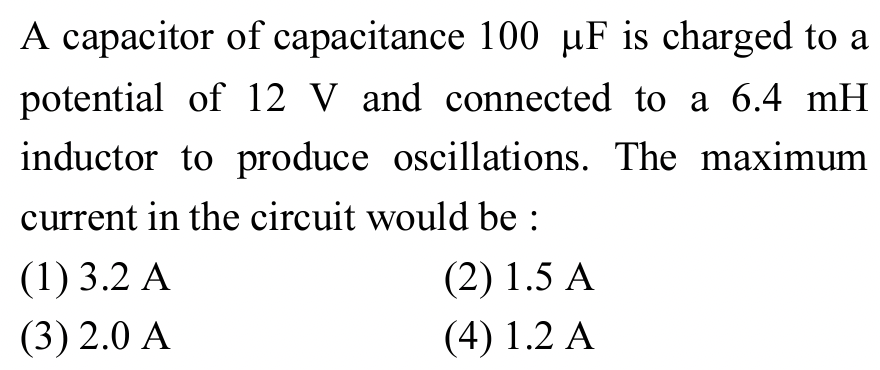 A capacitor of capacitance 100 μF is charged to a
potential of 12 V and connected to a 6.4 mH
inductor to produce oscillations. The maximum
current in the circuit would be :
(1) 3.2 A (2) 1.5 A
(3) 2.0 A (4) 1.2 A